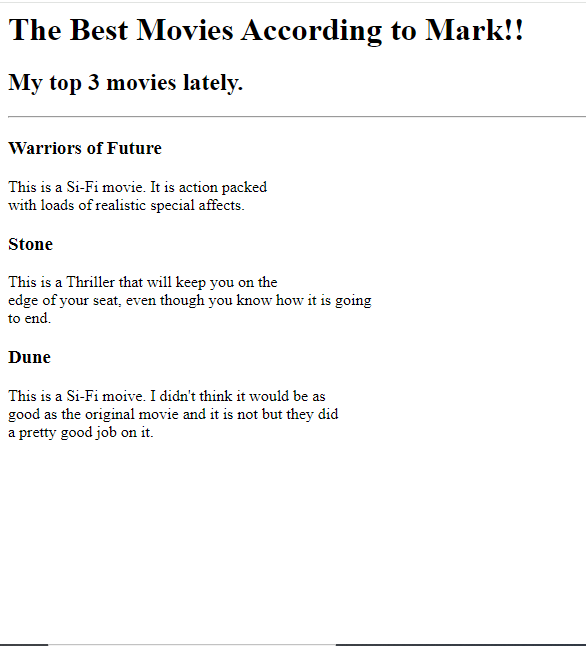 The Best Movies According to Mark!!
My top 3 movies lately.
Warriors of Future
This is a Si-Fi movie. It is action packed
with loads of realistic special affects.
Stone
This is a Thriller that will keep you on the
edge of your seat, even though you know how it is going
to end.
Dune
This is a Si-Fi moive. I didn't think it would be as
good as the original movie and it is not but they did
a pretty good job on it.